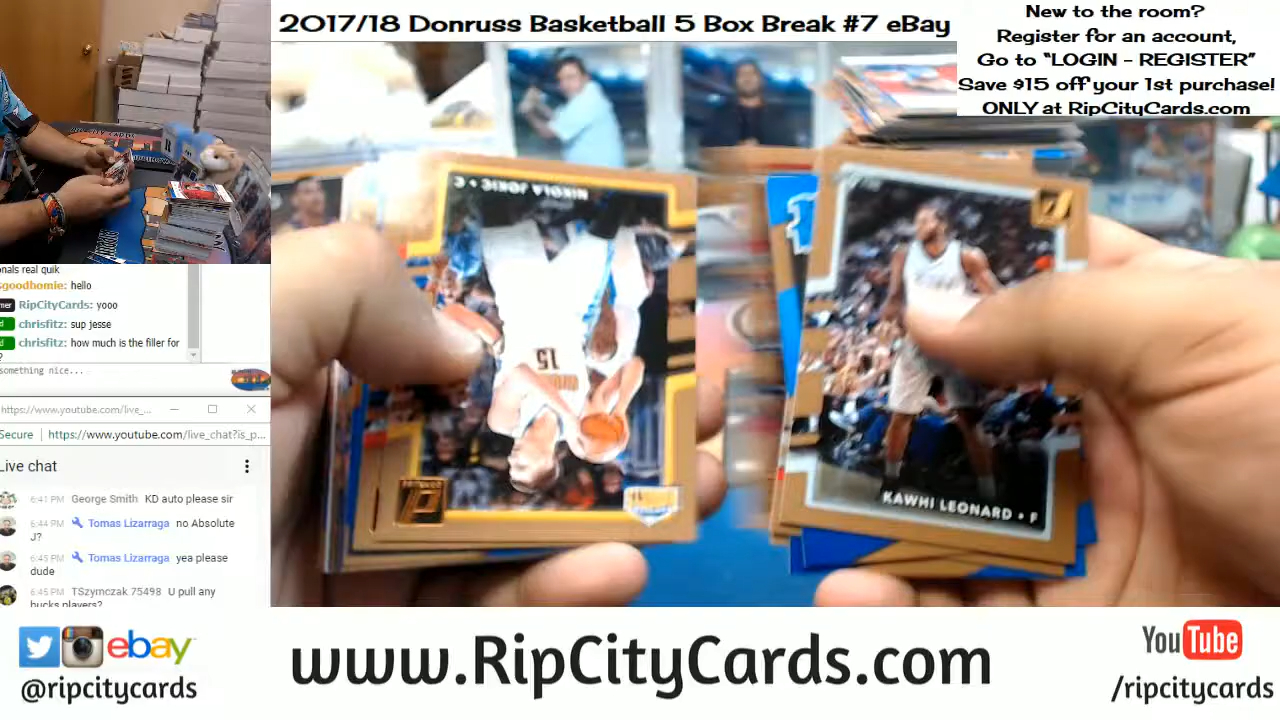 2017/18 Donruss Basketball 5 Box Break #7 eBay
New to the room?
Register for an account,
Go to “LOGIN - REGISTER”
Save $15 off your 1st purchase!
ONLY at RipCityCards.com
onals real quik
sgoodhomie: hello
mer RipCityCards: yooo
d chrisfitz: sup jesse
d chrisfitz: how much is the filler for
?
something nice...
https://www.youtube.com/live_...
Secure https://www.youtube.com/live_chat?is_p...
Live chat
6:41 PM George Smith KD auto please sir
6:44 PM Tomas Lizarraga no Absolute
J?
6:45 PM Tomas Lizarraga yea please
dude
6:45 PM TSzymczak 75498 U pull any
bucks players?
NIKOLA JOKIC • C
15
KAWHI LEONARD • F
ebay
@ripcitycards
www.RipCityCards.com
YouTube
/ripcitycards